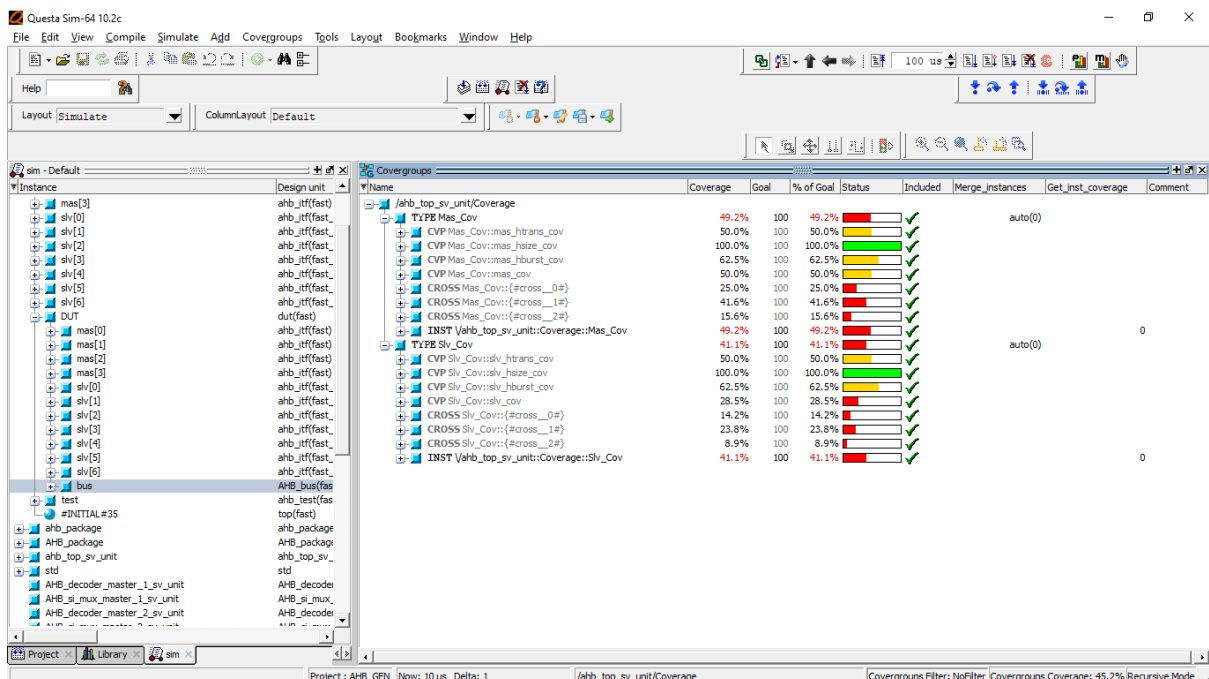 Questa Sim-64 10.2c
File Edit View Compile Simulate Add Covergroups Tools Layout Bookmarks Window Help
100 us
Help
Layout Simulate ColumnLayout Default
sim - Default
Instance Design unit
mas[3] ahb_itf(fast)
slv[0] ahb_itf(fast_
slv[1] ahb_itf(fast_
slv[2] ahb_itf(fast_
slv[3] ahb_itf(fast_
slv[4] ahb_itf(fast_
slv[5] ahb_itf(fast_
slv[6] ahb_itf(fast_
DUT dut(fast)
mas[0] ahb_itf(fast)
mas[1] ahb_itf(fast)
mas[2] ahb_itf(fast)
mas[3] ahb_itf(fast)
slv[0] ahb_itf(fast_
slv[1] ahb_itf(fast_
slv[2] ahb_itf(fast_
slv[3] ahb_itf(fast_
slv[4] ahb_itf(fast_
slv[5] ahb_itf(fast_
slv[6] ahb_itf(fast_
bus AHB_bus(fas
test ahb_test(fas
#INITIAL#35 top(fast)
ahb_package ahb_package
AHB_package AHB_package
ahb_top_sv_unit ahb_top_sv_
std std
AHB_decoder_master_1_sv_unit AHB_decoder
AHB_si_mux_master_1_sv_unit AHB_si_mux_
AHB_decoder_master_2_sv_unit AHB_decoder
Project Library sim
Covergroups
Name Coverage Goal % of Goal Status Included Merge_instances Get_inst_coverage Comment
/ahb_top_sv_unit/Coverage
TYPE Mas_Cov 49.2% 100 49.2% auto(0)
CVP Mas_Cov::mas_htrans_cov 50.0% 100 50.0%
CVP Mas_Cov::mas_hsize_cov 100.0% 100 100.0%
CVP Mas_Cov::mas_hburst_cov 62.5% 100 62.5%
CVP Mas_Cov::mas_cov 50.0% 100 50.0%
CROSS Mas_Cov::{#cross__0#} 25.0% 100 25.0%
CROSS Mas_Cov::{#cross__1#} 41.6% 100 41.6%
CROSS Mas_Cov::{#cross__2#} 15.6% 100 15.6%
INST \/ahb_top_sv_unit::Coverage::Mas_Cov 49.2% 100 49.2% 0
TYPE Slv_Cov 41.1% 100 41.1% auto(0)
CVP Slv_Cov::slv_htrans_cov 50.0% 100 50.0%
CVP Slv_Cov::slv_hsize_cov 100.0% 100 100.0%
CVP Slv_Cov::slv_hburst_cov 62.5% 100 62.5%
CVP Slv_Cov::slv_cov 28.5% 100 28.5%
CROSS Slv_Cov::{#cross__0#} 14.2% 100 14.2%
CROSS Slv_Cov::{#cross__1#} 23.8% 100 23.8%
CROSS Slv_Cov::{#cross__2#} 8.9% 100 8.9%
INST \/ahb_top_sv_unit::Coverage::Slv_Cov 41.1% 100 41.1% 0
Project : AHB_GEN Now: 10 us Delta: 1 /ahb_top_sv_unit/Coverage Covergroups Filter: NoFilter Covergroups Coverage: 45.2% Recursive Mode